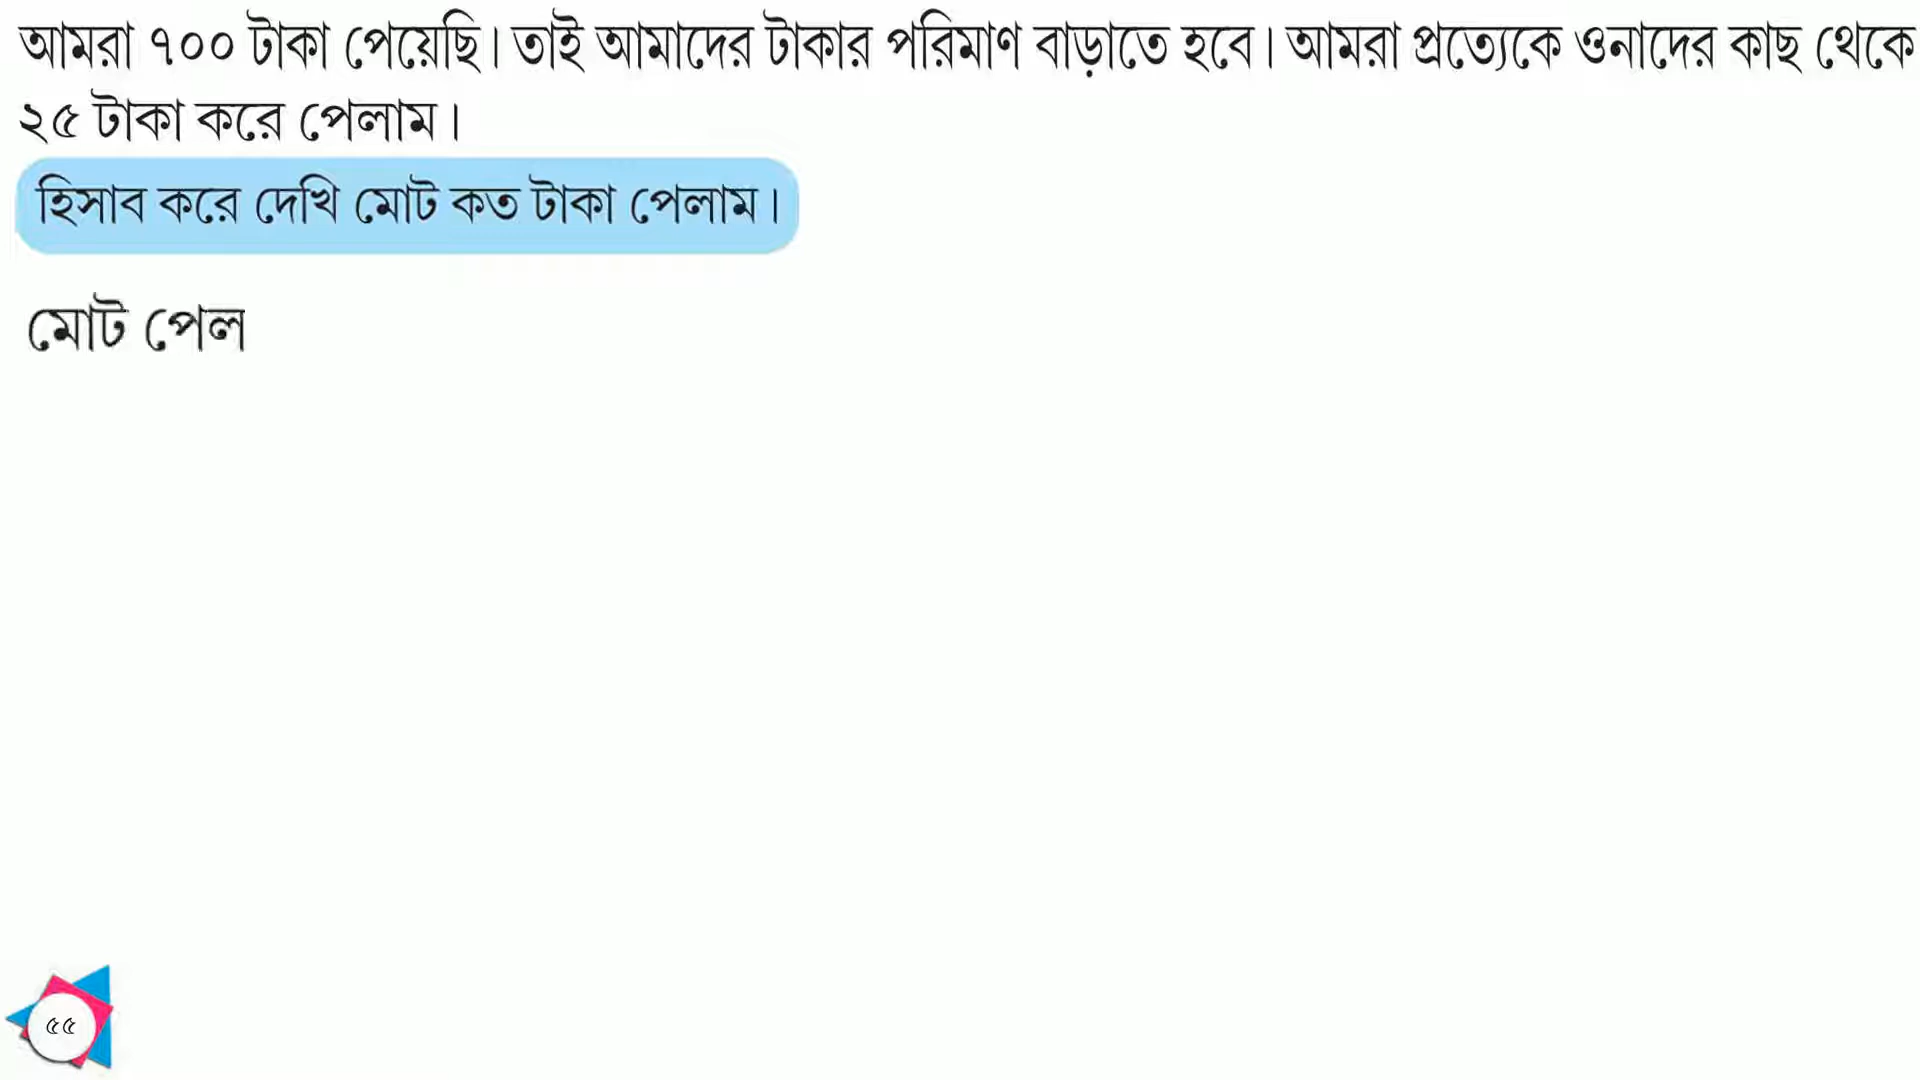 আমরা ৭০০ টাকা পেয়েছি। তাই আমাদের টাকার পরিমাণ বাড়াতে হবে। আমরা প্রত্যেকে ওনাদের কাছ থেকে
২৫ টাকা করে পেলাম।
হিসাব করে দেখি মোট কত টাকা পেলাম।
মোট পেল
৫৫